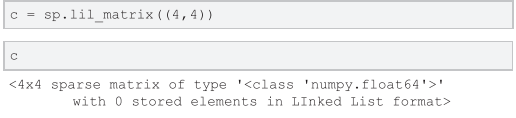 c = sp.lil_matrix((4,4))
c
<4x4 sparse matrix of type '<class 'numpy.float64'>'
        with 0 stored elements in LInked List format>